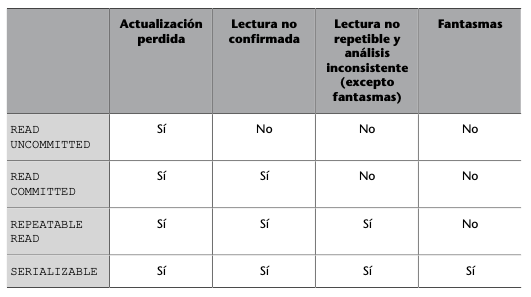 Actualización perdida	Lectura no confirmada	Lectura no repetible y análisis inconsistente (excepto fantasmas)	Fantasmas
READ UNCOMMITTED	Sí	No	No	No
READ COMMITTED	Sí	Sí	No	No
REPEATABLE READ	Sí	Sí	Sí	No
SERIALIZABLE	Sí	Sí	Sí	Sí